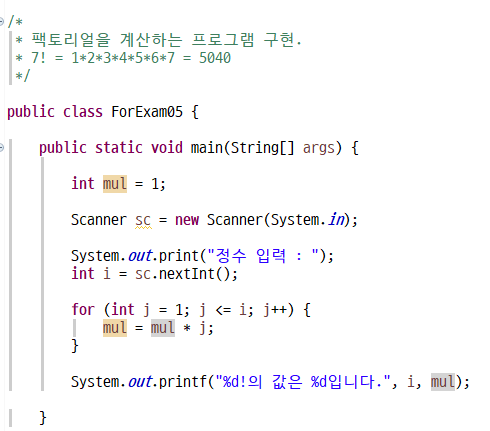 /*
 * 팩토리얼을 계산하는 프로그램 구현.
 * 7! = 1*2*3*4*5*6*7 = 5040
 */
public class ForExam05 {
public static void main(String[] args) {
int mul = 1;
Scanner sc = new Scanner(System.in);
System.out.print("정수 입력 : ");
int i = sc.nextInt();
for (int j = 1; j <= i; j++) {
mul = mul * j;
}
System.out.printf("%d!의 값은 %d입니다.", i, mul);
}